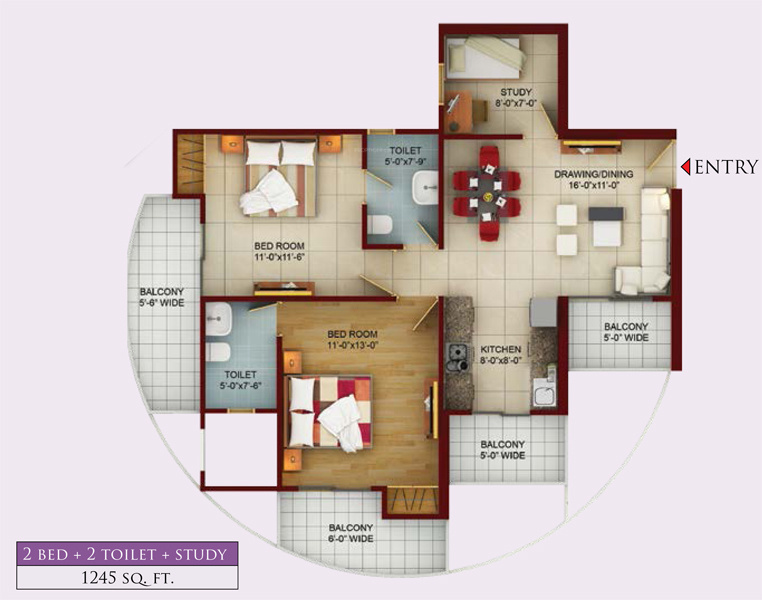 STUDY
8'-0"x7'-0"
TOILET
5'-0"x7'-9"
DRAWING/DINING
16'-0"x11'-0"
ENTRY
BED ROOM
11'-0"x11'-6"
BALCONY
5'-6" WIDE
BED ROOM
11'-0"x13'-0"
KITCHEN
8'-0"x8'-0"
BALCONY
5'-0" WIDE
TOILET
5'-0"x7'-6"
BALCONY
5'-0" WIDE
BALCONY
6'-0" WIDE
2 BED + 2 TOILET + STUDY
1245 SQ. FT.